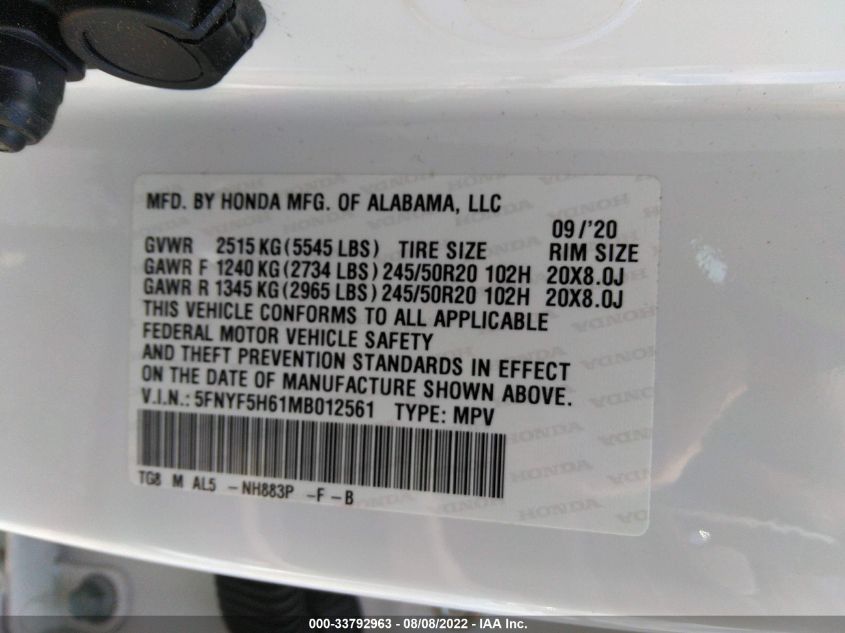 MFD. BY HONDA MFG. OF ALABAMA, LLC
09/'20
GVWR 2515 KG (5545 LBS) TIRE SIZE RIM SIZE
GAWR F 1240 KG (2734 LBS) 245/50R20 102H 20X8.0J
GAWR R 1345 KG (2965 LBS) 245/50R20 102H 20X8.0J
THIS VEHICLE CONFORMS TO ALL APPLICABLE
FEDERAL MOTOR VEHICLE SAFETY
AND THEFT PREVENTION STANDARDS IN EFFECT
ON THE DATE OF MANUFACTURE SHOWN ABOVE.
V.I.N.: 5FNYF5H61MB012561 TYPE: MPV
TG8 M AL5 -NH883P -F -B
000-33792963 - 08/08/2022 - IAA Inc.